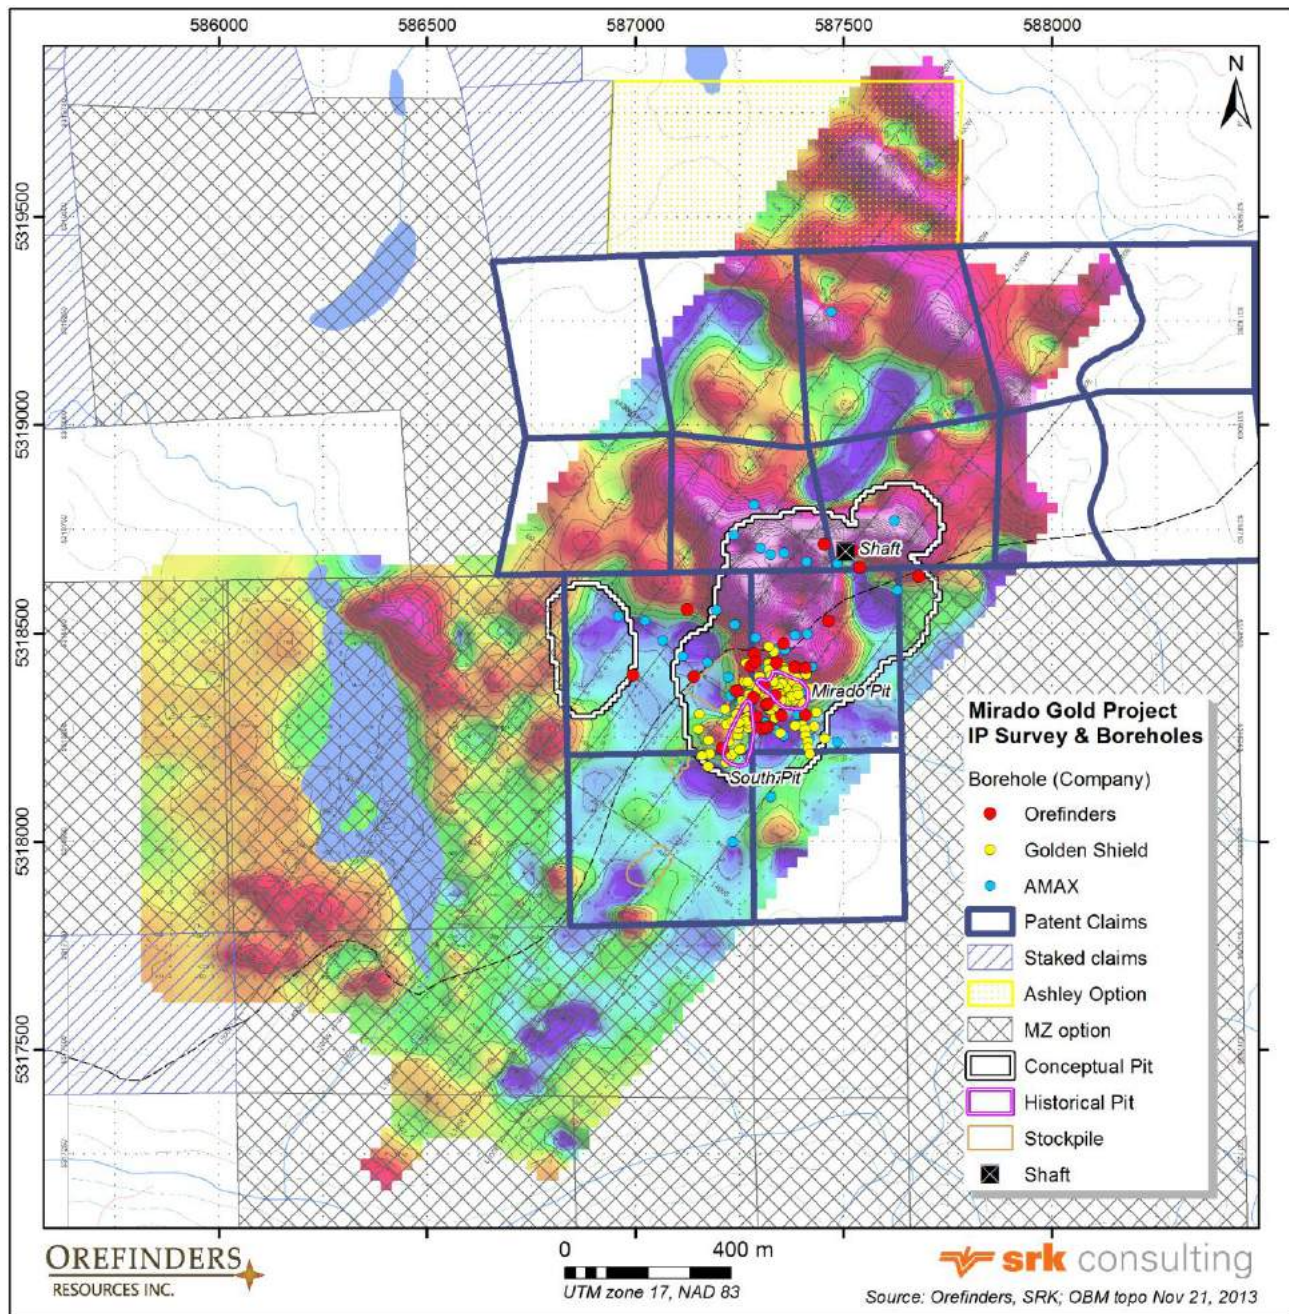 586000 586500 587000 587500 588000
N
5319500
5319000
5318500
5318000
5317500
Shaft
Mirado Pit
South Pit
Mirado Gold Project
IP Survey & Boreholes
Borehole (Company)
Orefinders
Golden Shield
AMAX
Patent Claims
Staked claims
Ashley Option
MZ option
Conceptual Pit
Historical Pit
Stockpile
Shaft
OREFINDERS
RESOURCES INC.
0 400 m
UTM zone 17, NAD 83
srk consulting
Source: Orefinders, SRK; OBM topo Nov 21, 2013